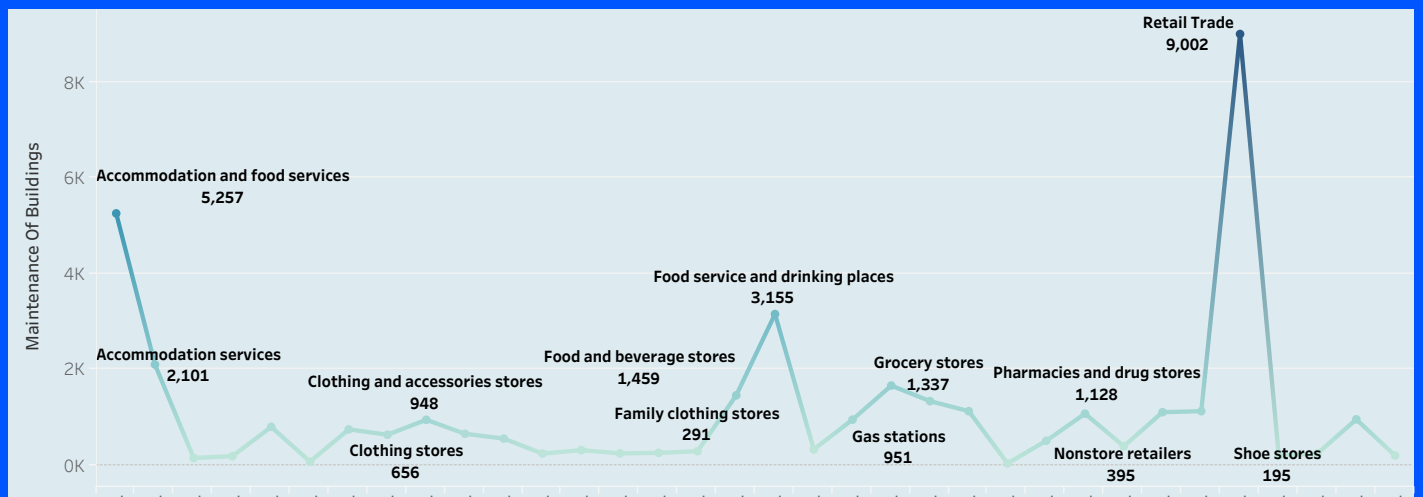 Retail Trade
9,002
8K
Maintenance Of Buildings
Accommodation and food services
5,257
6K
Food service and drinking places
3,155
4K
Accommodation services
2,101
2K
Clothing and accessories stores
948
Food and beverage stores
1,459
Grocery stores
1,337
Pharmacies and drug stores
1,128
Family clothing stores
291
Clothing stores
656
Gas stations
951
Nonstore retailers
395
Shoe stores
195
0K